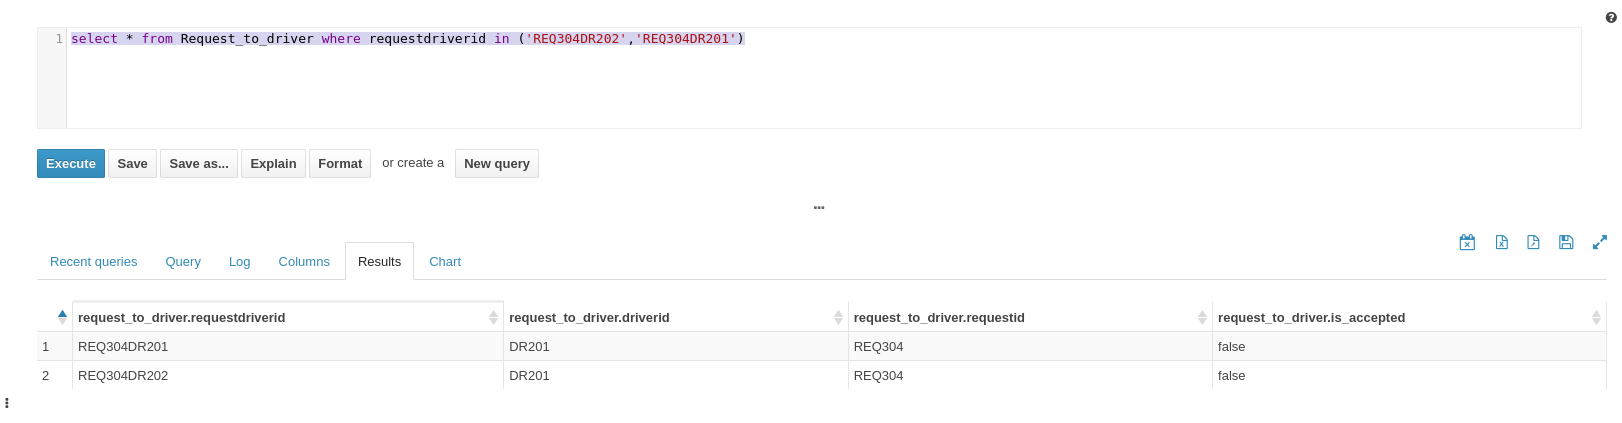 1 select * from Request_to_driver where requestdriverid in ('REQ304DR202','REQ304DR201')
Execute Save Save as... Explain Format or create a New query
Recent queries Query Log Columns Results Chart
request_to_driver.requestdriverid request_to_driver.driverid request_to_driver.requestid request_to_driver.is_accepted
1 REQ304DR201 DR201 REQ304 false
2 REQ304DR202 DR201 REQ304 false